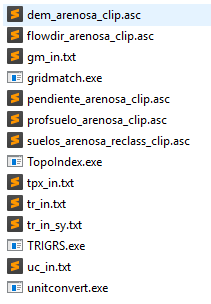 dem_arenosa_clip.asc
flowdir_arenosa_clip.asc
gm_in.txt
gridmatch.exe
pendiente_arenosa_clip.asc
profsuelo_arenosa_clip.asc
suelos_arenosa_reclass_clip.asc
TopoIndex.exe
tpx_in.txt
tr_in.txt
tr_in_sy.txt
TRIGRS.exe
uc_in.txt
unitconvert.exe